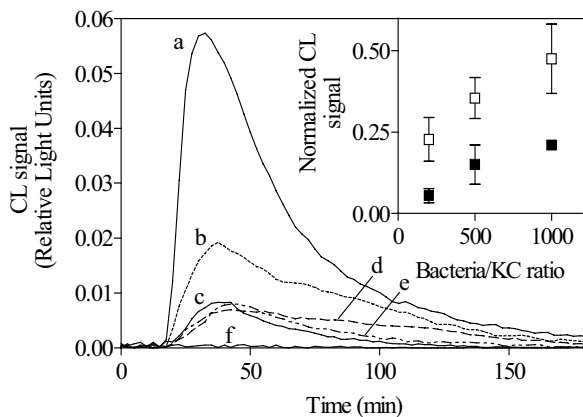 0.06
0.05
0.04
0.03
0.02
0.01
0.00
CL signal
(Relative Light Units)
0
50
100
150
Time (min)
a
b
c
d
e
f
0.50
0.25
0.00
Normalized CL
signal
0
500
1000
Bacteria/KC ratio